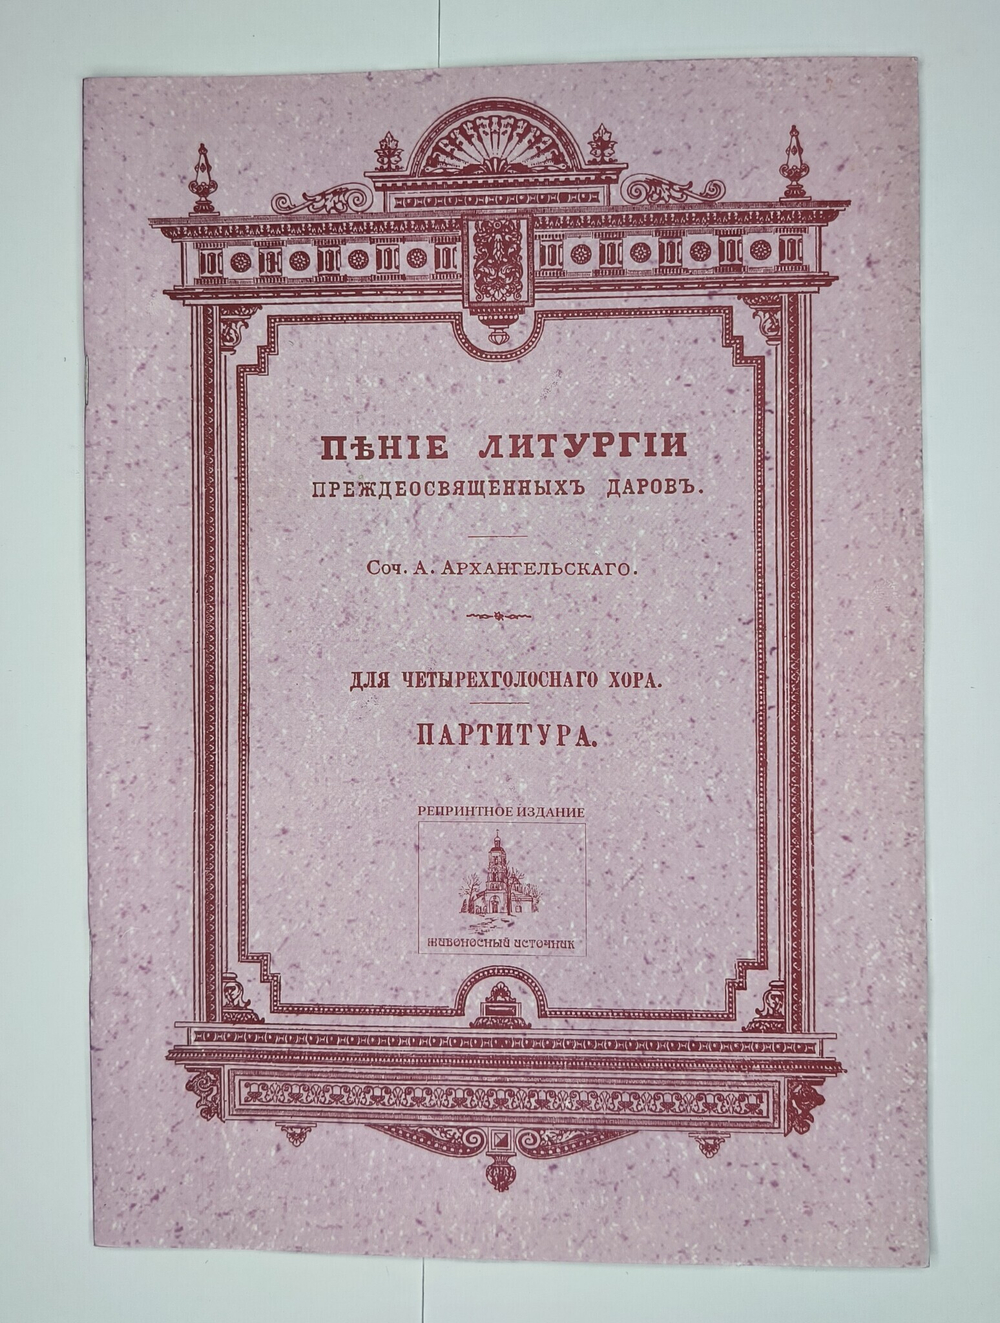 ПѢНІЕ ЛИТУРГІИ
ПРЕЖДЕОСВЯЩЕННЫХЪ ДАРОВЪ.
Соч. А. АРХАНГЕЛЬСКАГО.
ДЛЯ ЧЕТЫРЕХГОЛОСНАГО ХОРА.
ПАРТИТУРА.
РЕПРИНТНОЕ ИЗДАНИЕ
ЖИВОНОСНЫЙ ИСТОЧНИК